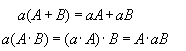 a(A + B) = aA + aB
a(A · B) = (a · A) · B = A · aB